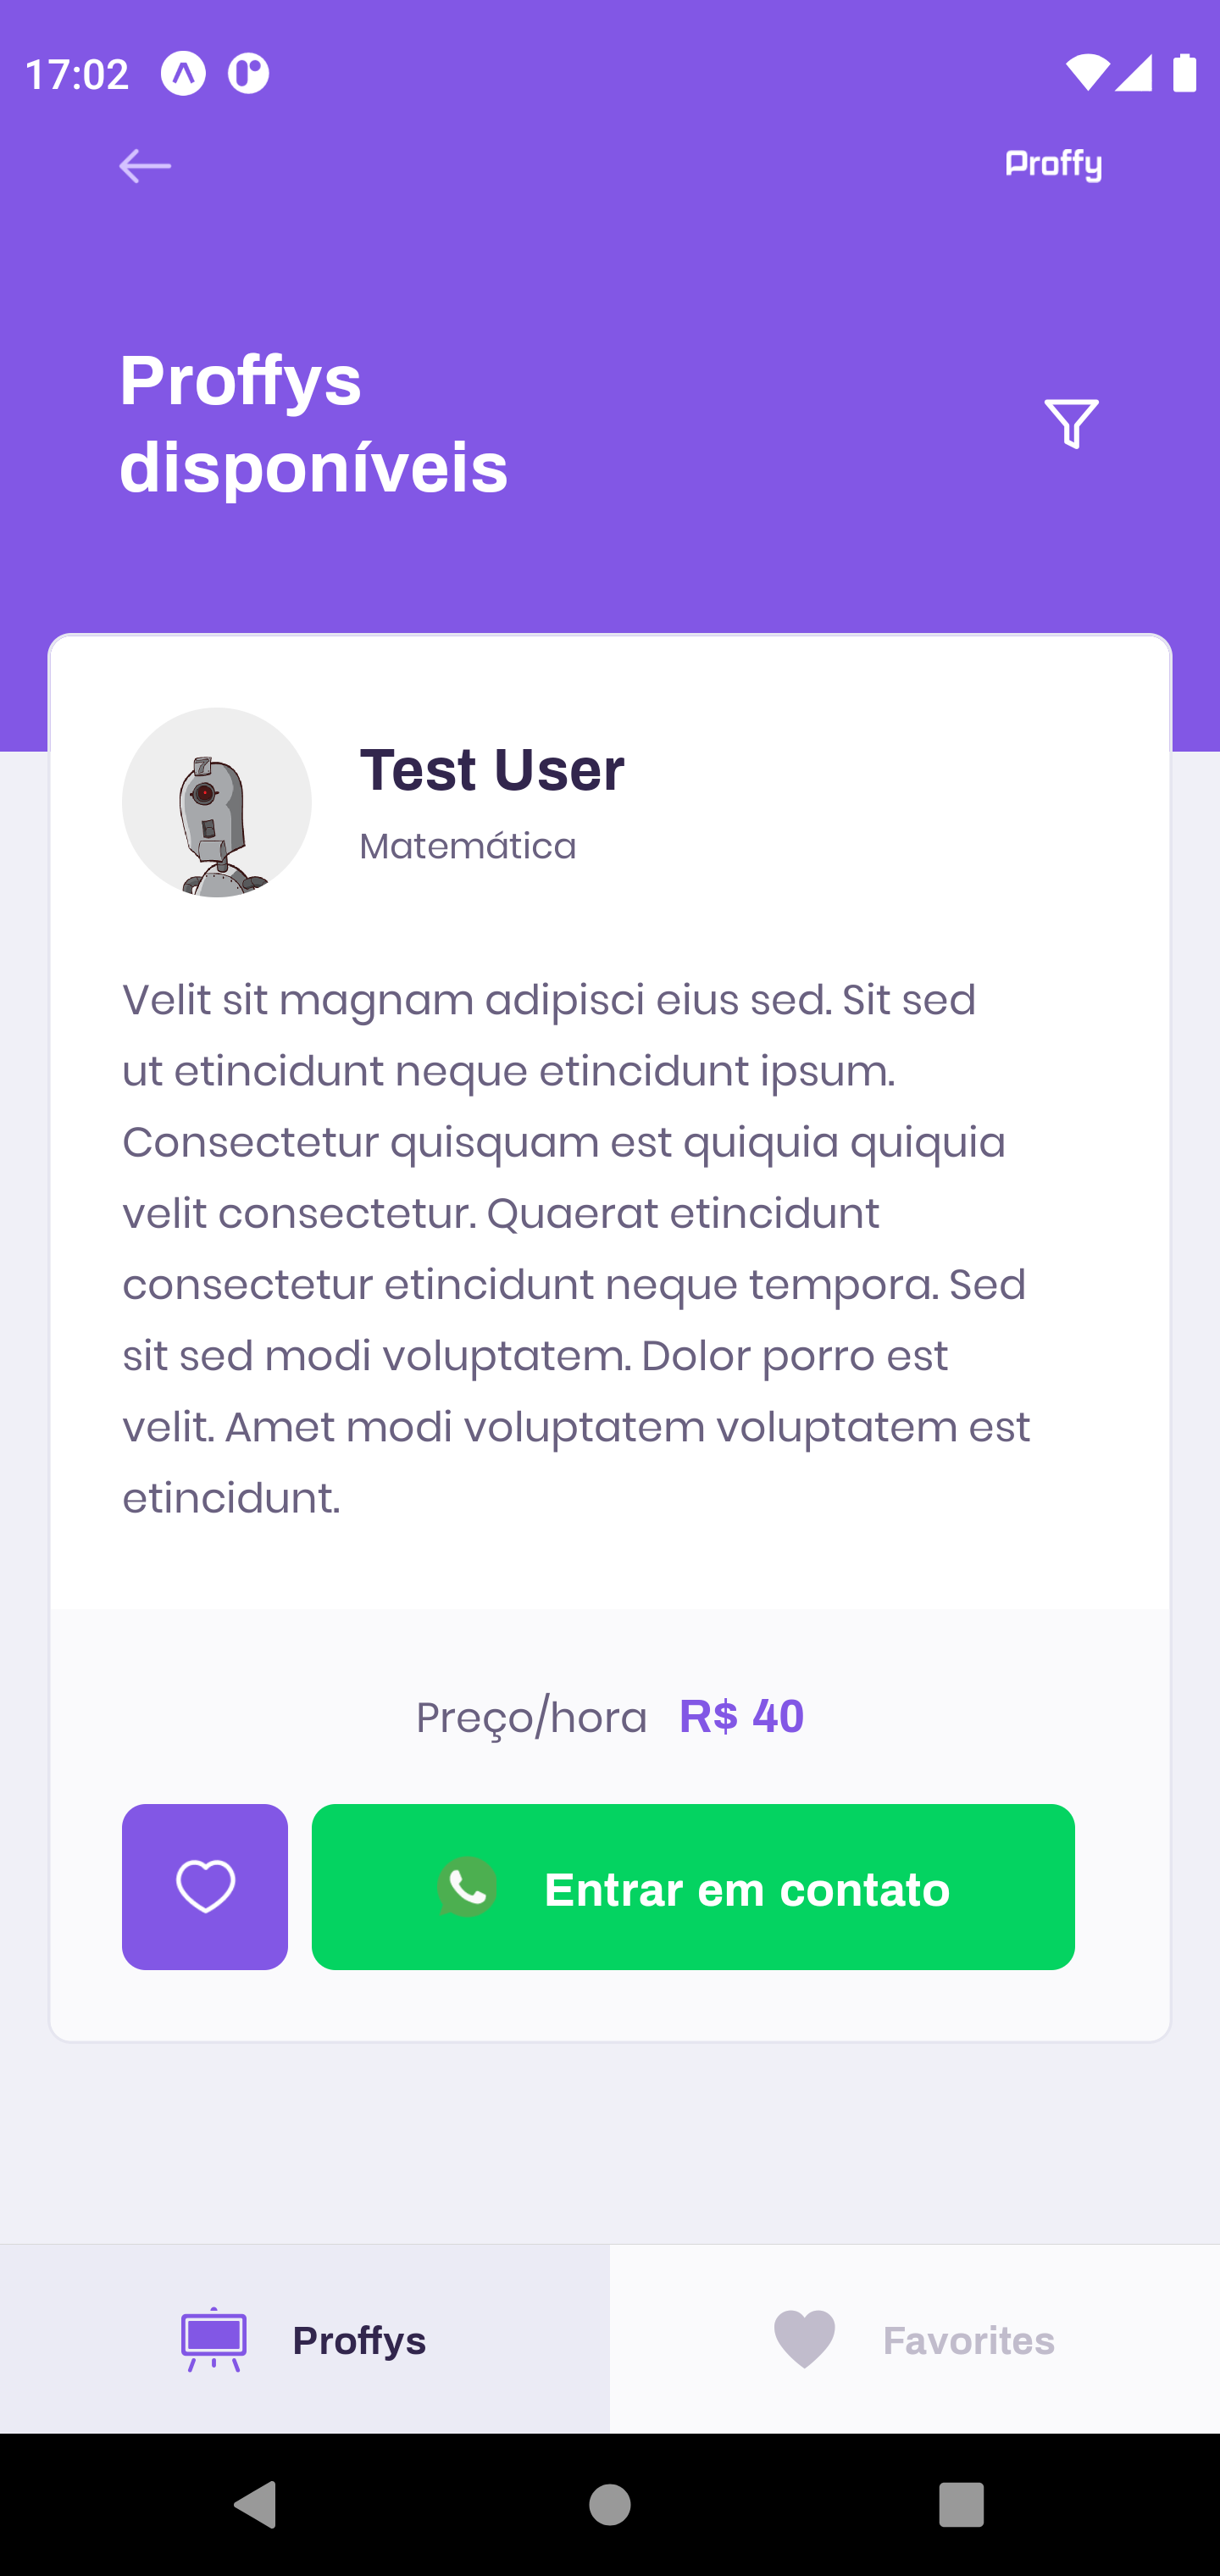 17:02
Proffy
Proffys
disponíveis
Test User
Matemática
Velit sit magnam adipisci eius sed. Sit sed
ut etincidunt neque etincidunt ipsum.
Consectetur quisquam est quiquia quiquia
velit consectetur. Quaerat etincidunt
consectetur etincidunt neque tempora. Sed
sit sed modi voluptatem. Dolor porro est
velit. Amet modi voluptatem voluptatem est
etincidunt.
Preço/hora R$ 40
Entrar em contato
Proffys
Favorites